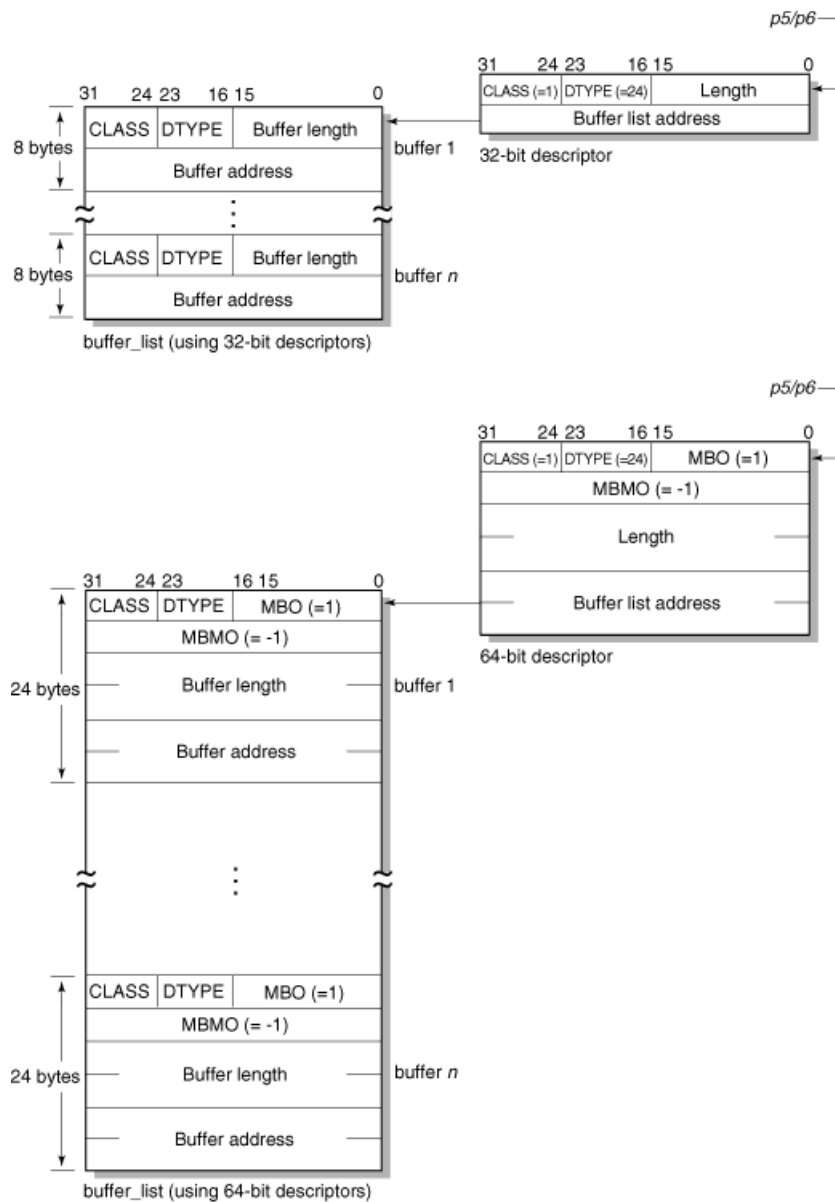 p5/p6
31 24 23 16 15 0
CLASS (=1) DTYPE (=24) Length
Buffer list address
32-bit descriptor
31 24 23 16 15 0
8 bytes
CLASS DTYPE Buffer length
buffer 1
Buffer address
8 bytes
CLASS DTYPE Buffer length
buffer n
Buffer address
buffer_list (using 32-bit descriptors)
p5/p6
31 24 23 16 15 0
CLASS (=1) DTYPE (=24) MBO (=1)
MBMO (= -1)
Length
Buffer list address
64-bit descriptor
31 24 23 16 15 0
CLASS DTYPE MBO (=1)
MBMO (= -1)
24 bytes
Buffer length
buffer 1
Buffer address
CLASS DTYPE MBO (=1)
MBMO (= -1)
24 bytes
Buffer length
buffer n
Buffer address
buffer_list (using 64-bit descriptors)